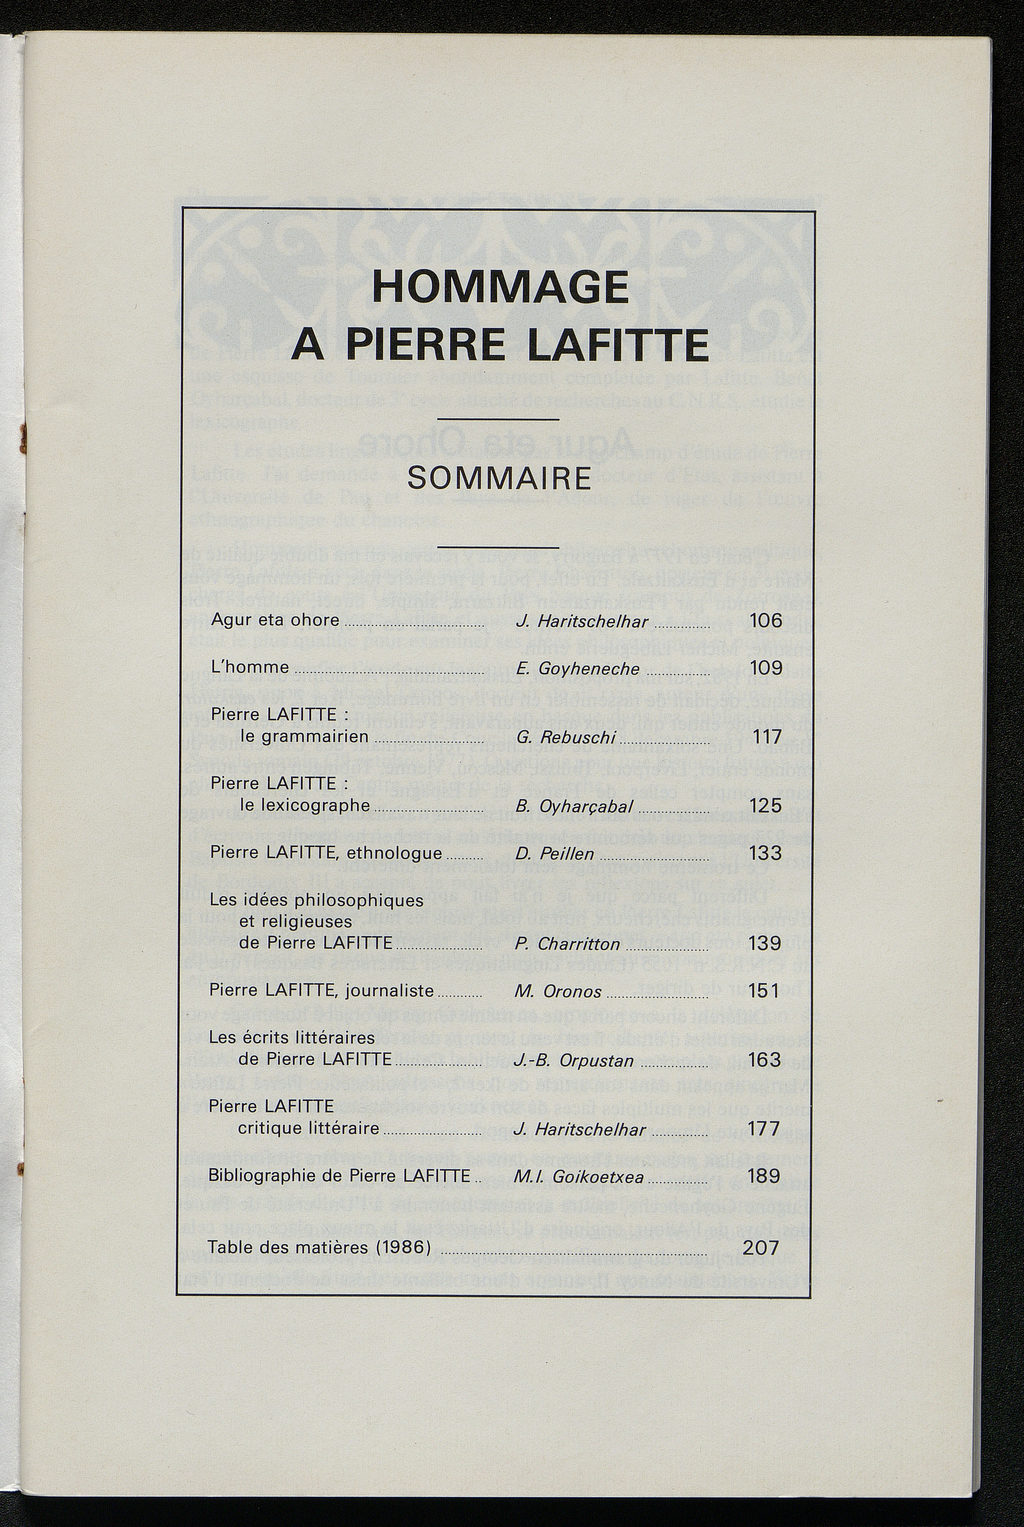 HOMMAGE
A PIERRE LAFITTE
SOMMAIRE
Agur eta ohore J. Haritschelhar 106
L'homme E. Goyheneche 109
Pierre LAFITTE :
le grammairien G. Rebuschi 117
Pierre LAFITTE :
le lexicographe B. Oyharçabal 125
Pierre LAFITTE, ethnologue D. Peillen 133
Les idées philosophiques
et religieuses
de Pierre LAFITTE P. Charritton 139
Pierre LAFITTE, journaliste M. Oronos 151
Les écrits littéraires
de Pierre LAFITTE J.-B. Orpustan 163
Pierre LAFITTE
critique littéraire J. Haritschelhar 177
Bibliographie de Pierre LAFITTE M.I. Goikoetxea 189
Table des matières (1986) 207